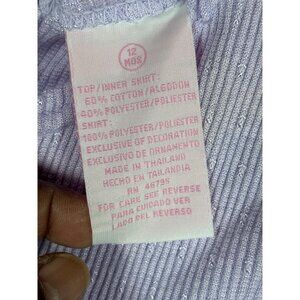 12
MOS
TOP/INNER SHIRT:
60% COTTON/ALGODON
40% POLYESTER/POLIESTER
SKIRT:
100% POLYESTER/POLIESTER
EXCLUSIVE OF DECORATION
EXCLUSIVO DE ORNAMENTO
MADE IN THAILAND
HECHO EN TAILANDIA
RN 46795
FOR CARE SEE REVERSE
PARA CUIDADO VER
LADO DEL REVERSO